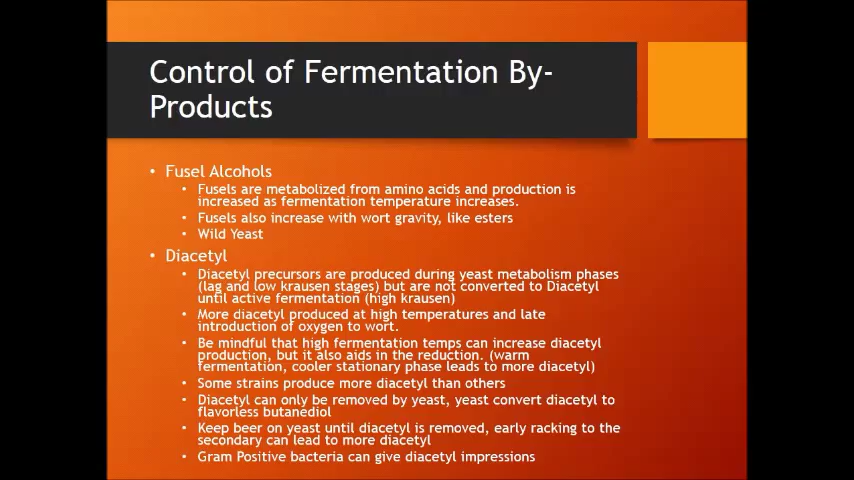 Control of Fermentation By-
Products
• Fusel Alcohols
• Fusels are metabolized from amino acids and production is
increased as fermentation temperature increases.
• Fusels also increase with wort gravity, like esters
• Wild Yeast
• Diacetyl
• Diacetyl precursors are produced during yeast metabolism phases
(lag and low krausen stages) but are not converted to Diacetyl
until active fermentation (high krausen)
• More diacetyl produced at high temperatures and late
introduction of oxygen to wort.
• Be mindful that high fermentation temps can increase diacetyl
production, but it also aids in the reduction. (warm
fermentation, cooler stationary phase leads to more diacetyl)
• Some strains produce more diacetyl than others
• Diacetyl can only be removed by yeast, yeast convert diacetyl to
flavorless butanediol
• Keep beer on yeast until diacetyl is removed, early racking to the
secondary can lead to more diacetyl
• Gram Positive bacteria can give diacetyl impressions